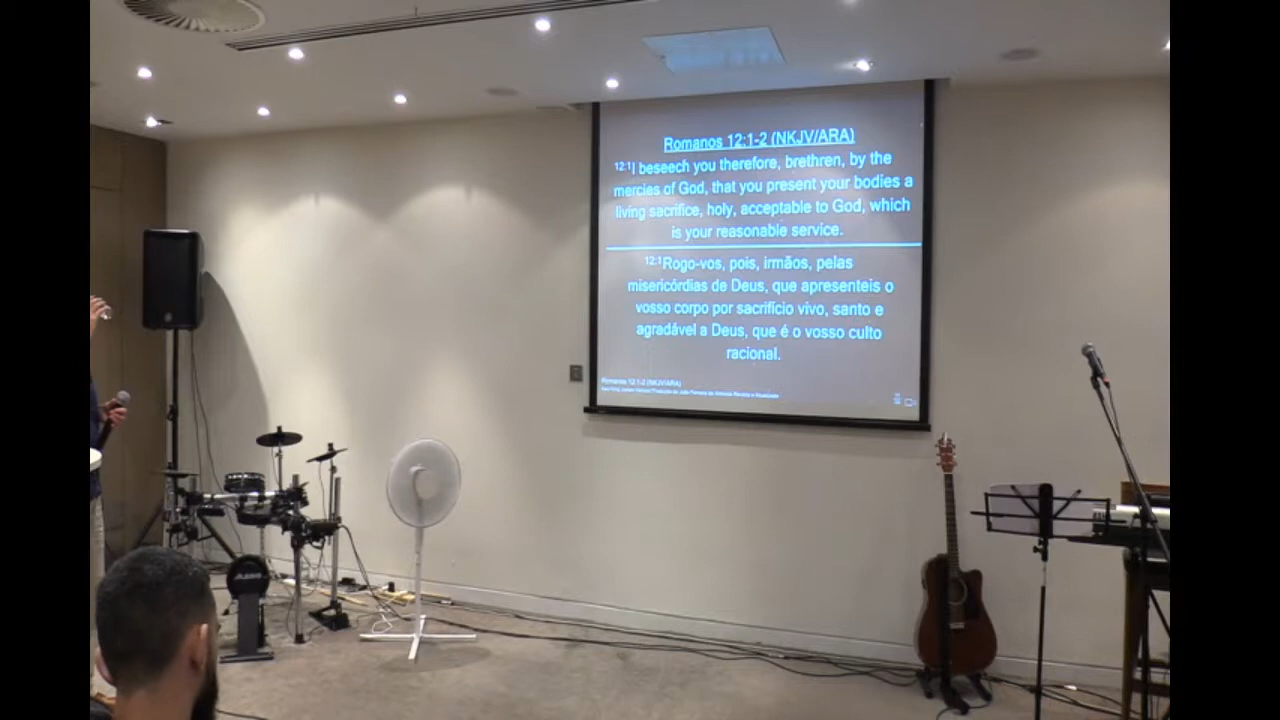 Romanos 12:1-2 (NKJV/ARA)
12:1I beseech you therefore, brethren, by the
mercies of God, that you present your bodies a
living sacrifice, holy, acceptable to God, which
is your reasonable service.
12:1Rogo-vos, pois, irmãos, pelas
misericórdias de Deus, que apresenteis o
vosso corpo por sacrifício vivo, santo e
agradável a Deus, que é o vosso culto
racional.
Romanos 12:1-2 (NKJV/ARA)
ALESIS